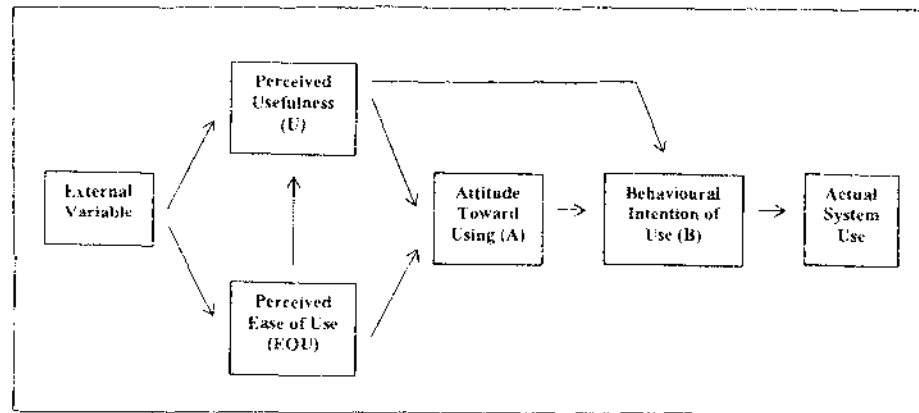 Perceived
Usefulness
(U)
External
Variable
Attitude
Toward
Using (A)
Behavioural
Intention of
Use (B)
Actual
System
Use
Perceived
Ease of Use
(EOU)